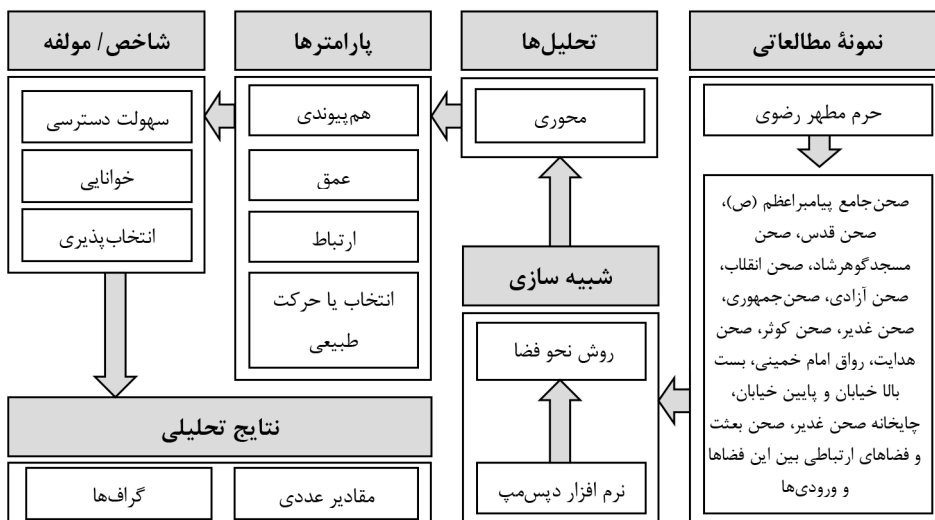 نمونۀ مطالعاتی
حرم مطهر رضوی
صحن‌جامع پیامبراعظم (ص)،
صحن قدس، صحن
مسجدگوهرشاد، صحن انقلاب،
صحن آزادی، صحن‌جمهوری،
صحن غدیر، صحن کوثر، صحن
هدایت، رواق امام خمینی، بست
بالا خیابان و پایین خیابان،
چایخانه صحن غدیر، صحن بعثت
و فضاهای ارتباطی بین این فضاها
و ورودی‌ها
تحلیل‌ها
محوری
شبیه سازی
روش نحو فضا
نرم افزار دپس‌مپ
پارامترها
هم‌پیوندی
عمق
ارتباط
انتخاب یا حرکت
طبیعی
شاخص/ مولفه
سهولت دسترسی
خوانایی
انتخاب‌پذیری
نتایج تحلیلی
مقادیر عددی
گراف‌ها